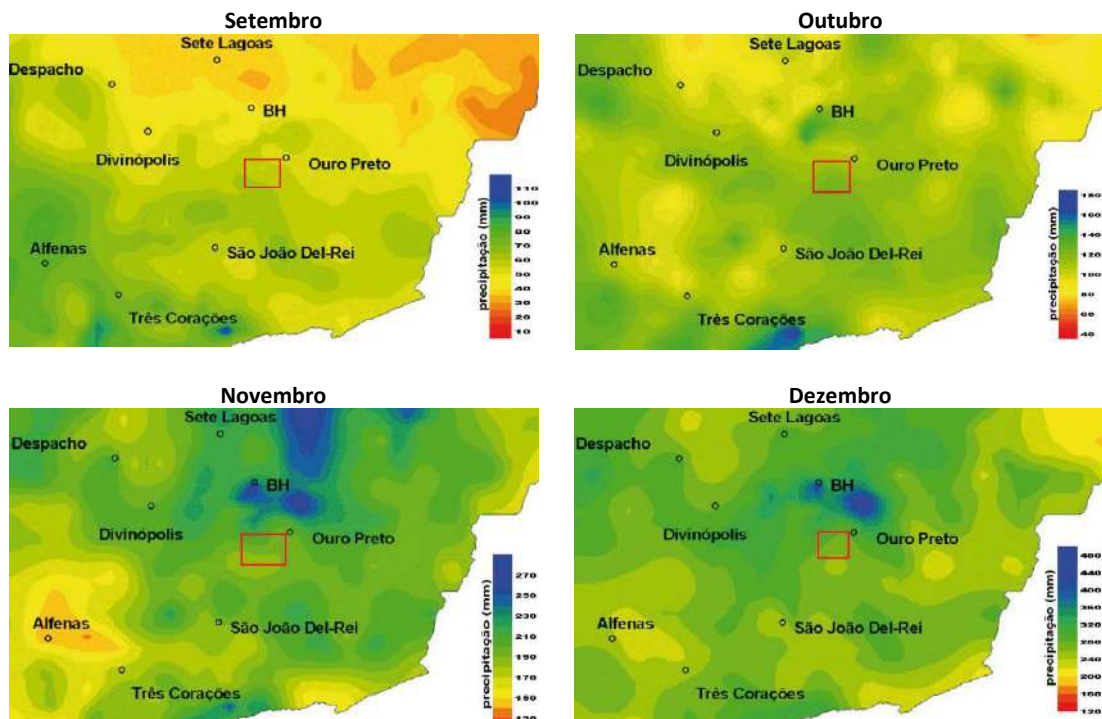 Setembro
Sete Lagoas
Despacho
BH
Divinópolis
Ouro Preto
Alfenas
São João Del-Rei
Três Corações
precipitação (mm)
110
100
90
80
70
60
50
40
30
20
10
Outubro
Sete Lagoas
Despacho
BH
Divinópolis
Ouro Preto
Alfenas
São João Del-Rei
Três Corações
precipitação (mm)
180
160
140
120
100
80
60
40
Novembro
Sete Lagoas
Despacho
BH
Divinópolis
Ouro Preto
Alfenas
São João Del-Rei
Três Corações
precipitação (mm)
270
250
230
210
190
170
150
130
Dezembro
Sete Lagoas
Despacho
BH
Divinópolis
Ouro Preto
Alfenas
São João Del-Rei
Três Corações
precipitação (mm)
480
440
400
360
320
280
240
200
160
120